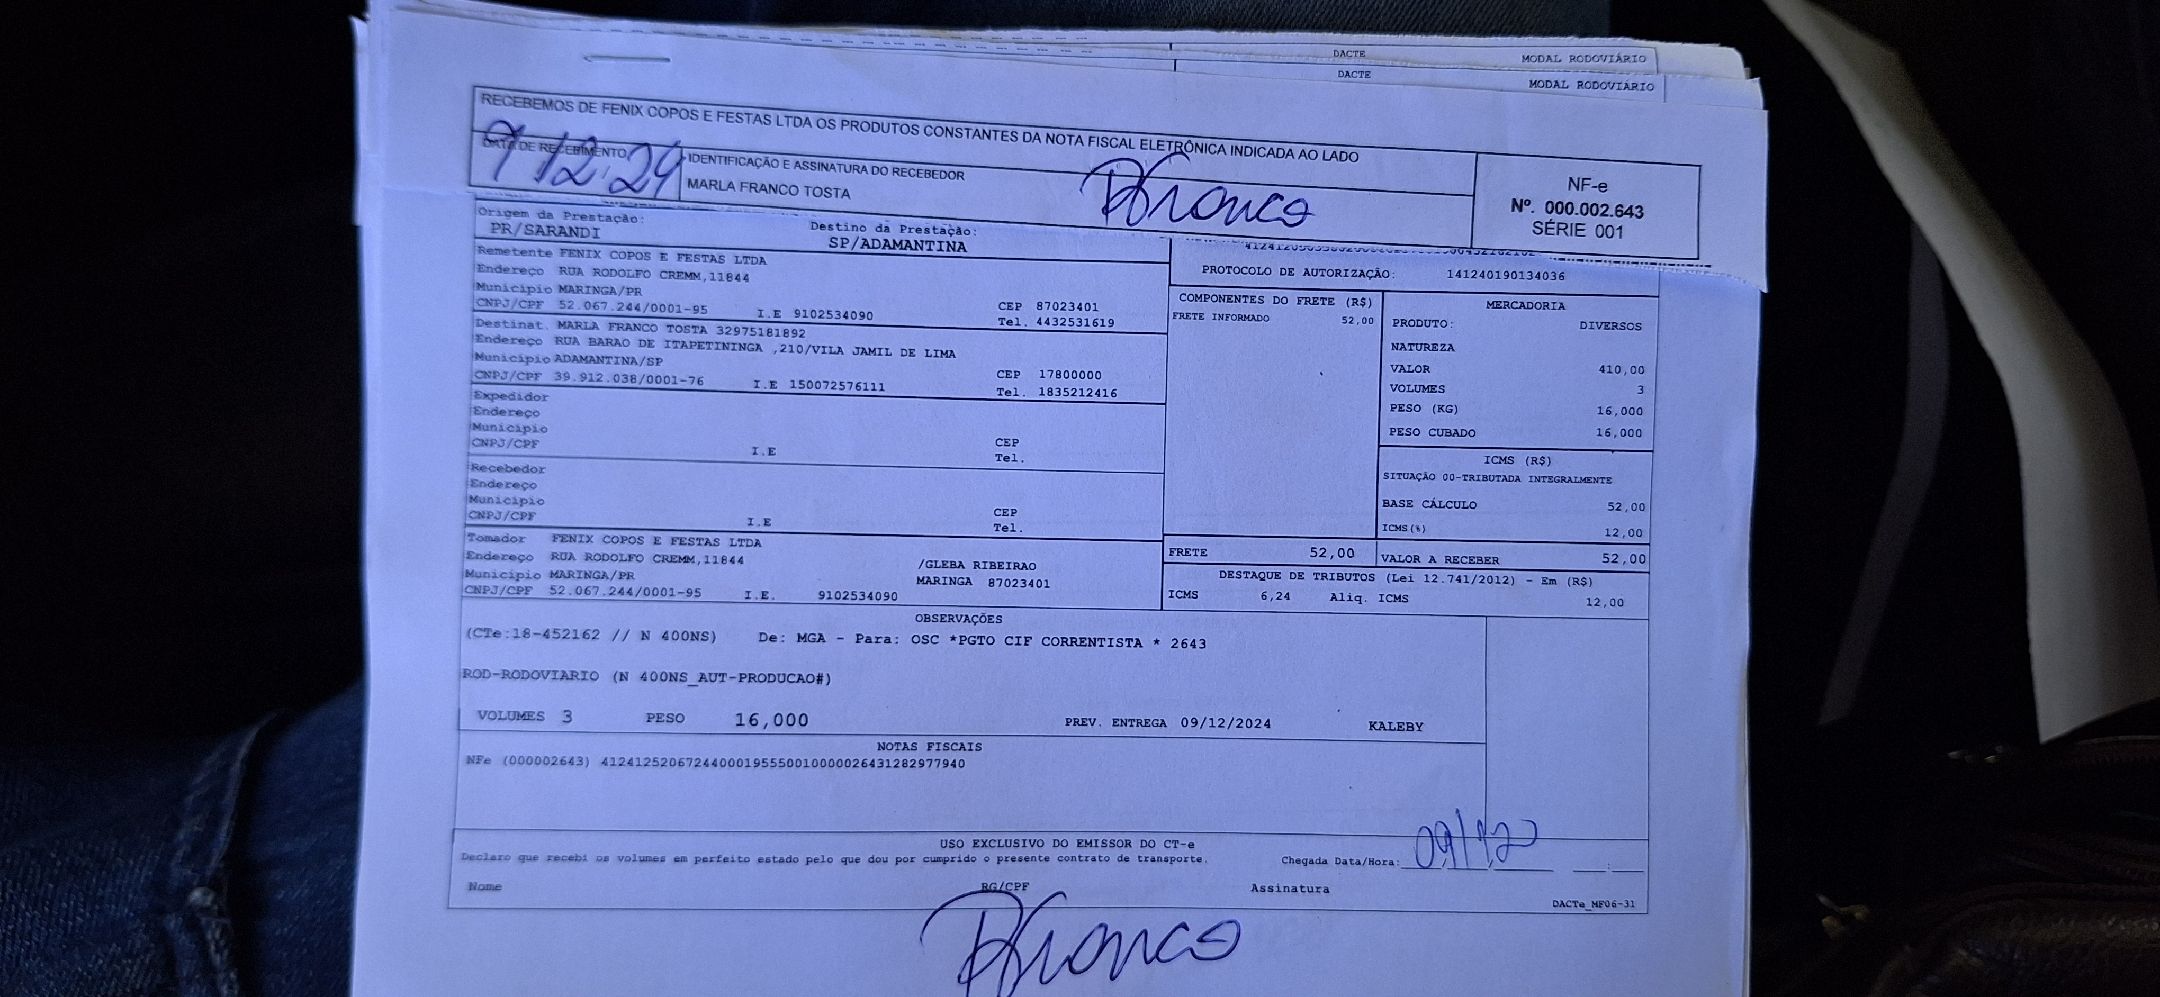 DACTE MODAL RODOVIÁRIO
DACTE MODAL RODOVIÁRIO
RECEBEMOS DE FENIX COPOS E FESTAS LTDA OS PRODUTOS CONSTANTES DA NOTA FISCAL ELETRÔNICA INDICADA AO LADO
DATA DE RECEBIMENTO
9/12.24
IDENTIFICAÇÃO E ASSINATURA DO RECEBEDOR
MARLA FRANCO TOSTA
Franco
NF-e
Nº. 000.002.643
SÉRIE 001
Origem da Prestação:
PR/SARANDI
Destino da Prestação:
SP/ADAMANTINA
Remetente FENIX COPOS E FESTAS LTDA
Endereço RUA RODOLFO CREMM,11844
Município MARINGA/PR
CNPJ/CPF 52.067.244/0001-95 I.E 9102534090
CEP 87023401
Tel. 4432531619
Destinat. MARLA FRANCO TOSTA 32975181892
Endereço RUA BARAO DE ITAPETININGA ,210/VILA JAMIL DE LIMA
Município ADAMANTINA/SP
CNPJ/CPF 39.912.038/0001-76 I.E 150072576111
CEP 17800000
Tel. 1835212416
Expedidor
Endereço
Município
CNPJ/CPF I.E
CEP
Tel.
Recebedor
Endereço
Município
CNPJ/CPF I.E
CEP
Tel.
Tomador FENIX COPOS E FESTAS LTDA
Endereço RUA RODOLFO CREMM,11844 /GLEBA RIBEIRAO
Município MARINGA/PR MARINGA 87023401
CNPJ/CPF 52.067.244/0001-95 I.E. 9102534090
PROTOCOLO DE AUTORIZAÇÃO: 141240190134036
COMPONENTES DO FRETE (R$)
FRETE INFORMADO 52,00
MERCADORIA
PRODUTO: DIVERSOS
NATUREZA
VALOR 410,00
VOLUMES 3
PESO (KG) 16,000
PESO CUBADO 16,000
ICMS (R$)
SITUAÇÃO 00-TRIBUTADA INTEGRALMENTE
BASE CÁLCULO 52,00
ICMS(%) 12,00
FRETE 52,00 VALOR A RECEBER 52,00
DESTAQUE DE TRIBUTOS (Lei 12.741/2012) - Em (R$)
ICMS 6,24 Aliq. ICMS 12,00
OBSERVAÇÕES
(CTe:18-452162 // N 400NS) De: MGA - Para: OSC *PGTO CIF CORRENTISTA * 2643
ROD-RODOVIARIO (N 400NS_AUT-PRODUCAO#)
VOLUMES 3 PESO 16,000 PREV. ENTREGA 09/12/2024 KALEBY
NOTAS FISCAIS
NFe (000002643) 41241252067244000195550010000026431282977940
USO EXCLUSIVO DO EMISSOR DO CT-e
Declaro que recebi os volumes em perfeito estado pelo que dou por cumprido o presente contrato de transporte.
Chegada Data/Hora:
Nome RG/CPF Assinatura
DACTe_MF06-31
Franco